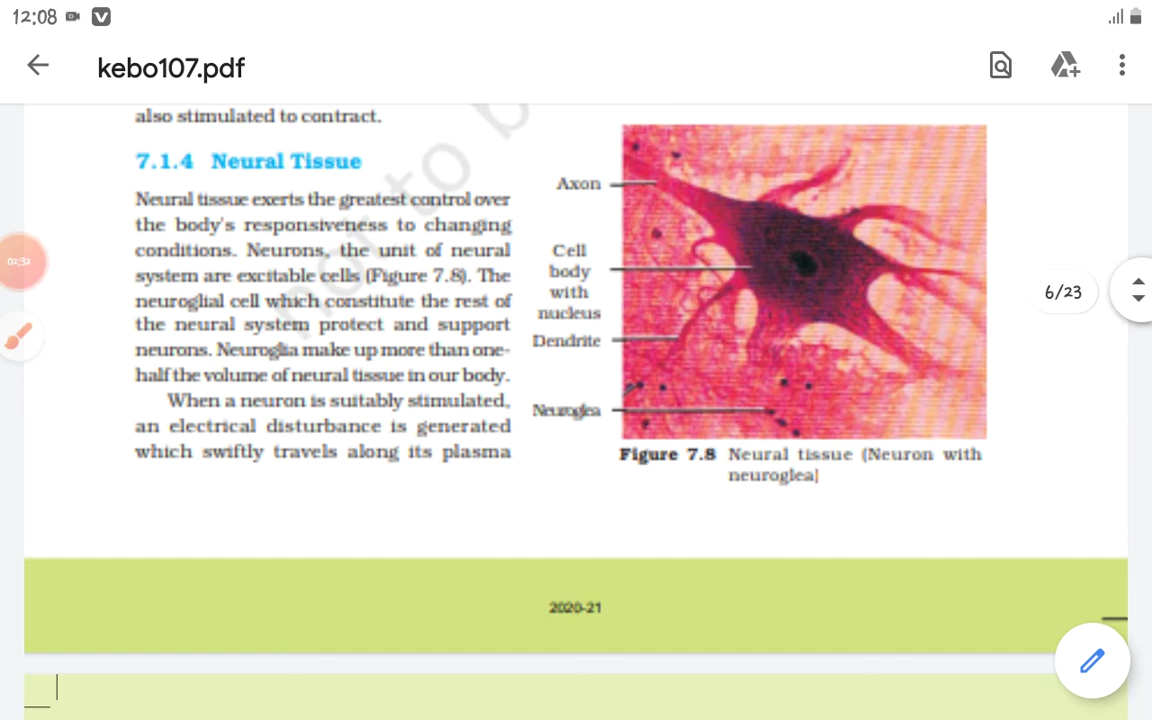 12:08
V
kebo107.pdf
also stimulated to contract.
7.1.4 Neural Tissue
Neural tissue exerts the greatest control over
the body's responsiveness to changing
conditions. Neurons, the unit of neural
system are excitable cells (Figure 7.8). The
neuroglial cell which constitute the rest of
the neural system protect and support
neurons. Neuroglia make up more than one-
half the volume of neural tissue in our body.
When a neuron is suitably stimulated,
an electrical disturbance is generated
which swiftly travels along its plasma
Axon
Cell
body
with
nucleus
Dendrite
Neuroglea
Figure 7.8 Neural tissue (Neuron with
neuroglea)
not to b
02:32
6/23
2020-21